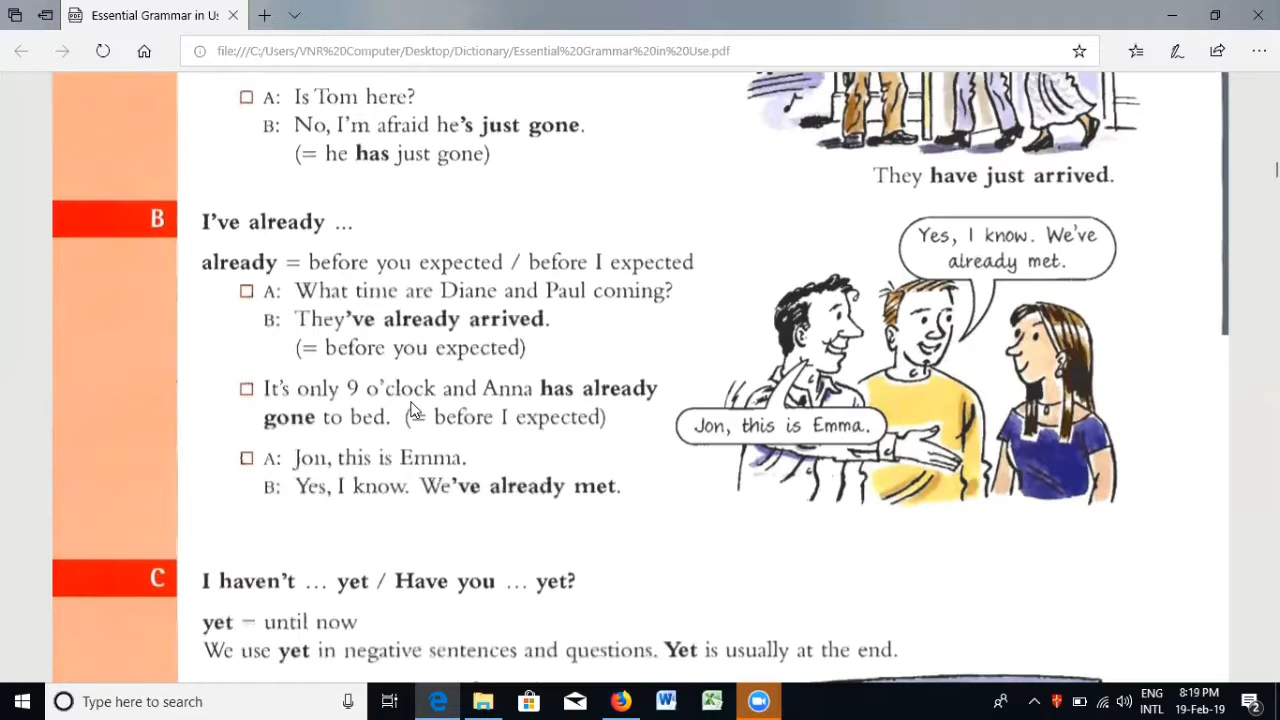 Essential Grammar in Us
file:///C:/Users/VNR%20Computer/Desktop/Dictionary/Essential%20Grammar%20in%20Use.pdf
A: Is Tom here?
B: No, I'm afraid he's just gone.
(= he has just gone)
They have just arrived.
B
I've already ...
already = before you expected / before I expected
A: What time are Diane and Paul coming?
B: They've already arrived.
(= before you expected)
It's only 9 o'clock and Anna has already
gone to bed. (= before I expected)
A: Jon, this is Emma.
B: Yes, I know. We've already met.
Yes, I know. We've
already met.
Jon, this is Emma.
C
I haven't ... yet / Have you ... yet?
yet = until now
We use yet in negative sentences and questions. Yet is usually at the end.
Type here to search
ENG
INTL
8:19 PM
19-Feb-19
2